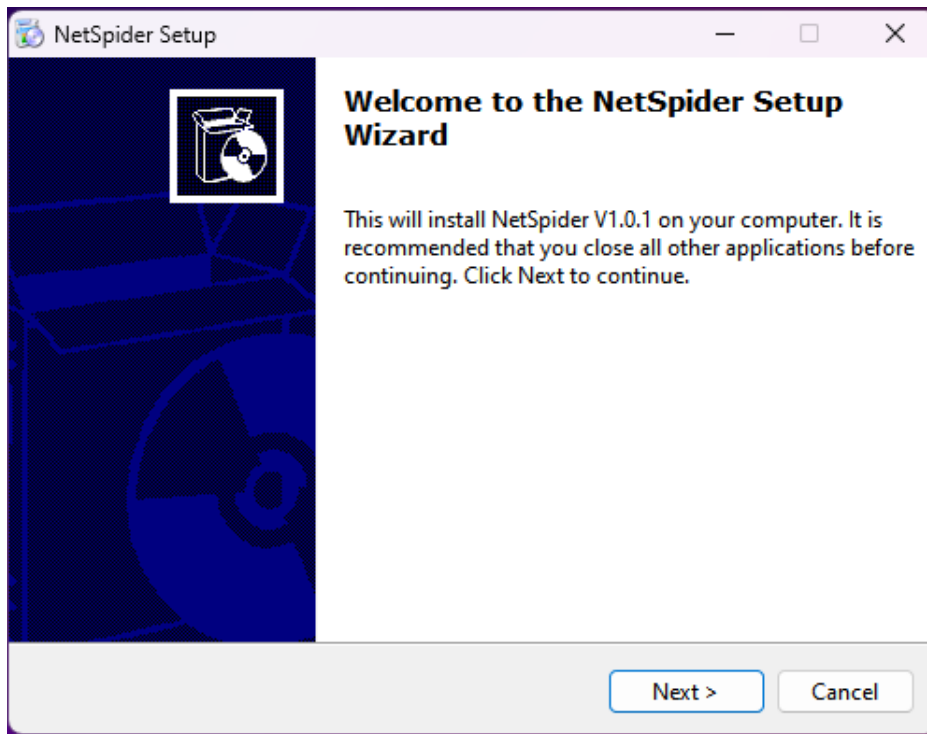 NetSpider Setup
Welcome to the NetSpider Setup
Wizard
This will install NetSpider V1.0.1 on your computer. It is
recommended that you close all other applications before
continuing. Click Next to continue.
Next >
Cancel